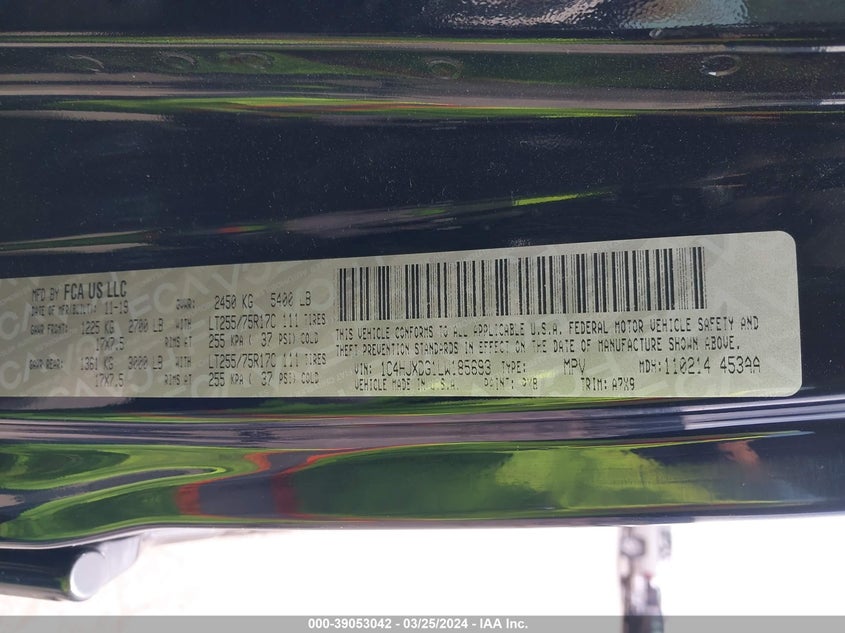 MFD BY FCA US LLC
DATE OF MFR/BUILT: 11-19 GVWR: 2450 KG 5400 LB
GAWR FRONT: 1225 KG 2700 LB WITH LT255/75R17C 111 TIRES
17X7.5 RIMS AT 255 KPA ( 37 PSI) COLD
GAWR REAR: 1361 KG 3000 LB WITH LT255/75R17C 111 TIRES
17X7.5 RIMS AT 255 KPA ( 37 PSI) COLD
THIS VEHICLE CONFORMS TO ALL APPLICABLE U.S.A. FEDERAL MOTOR VEHICLE SAFETY AND
THEFT PREVENTION STANDARDS IN EFFECT ON THE DATE OF MANUFACTURE SHOWN ABOVE.
VIN: TYPE: MPV MDH: 110214 453AA
VEHICLE MADE IN U.S.A. PAINT: TRIM: A7X9
000-39053042 / 03/25/2024 - IAA Inc.